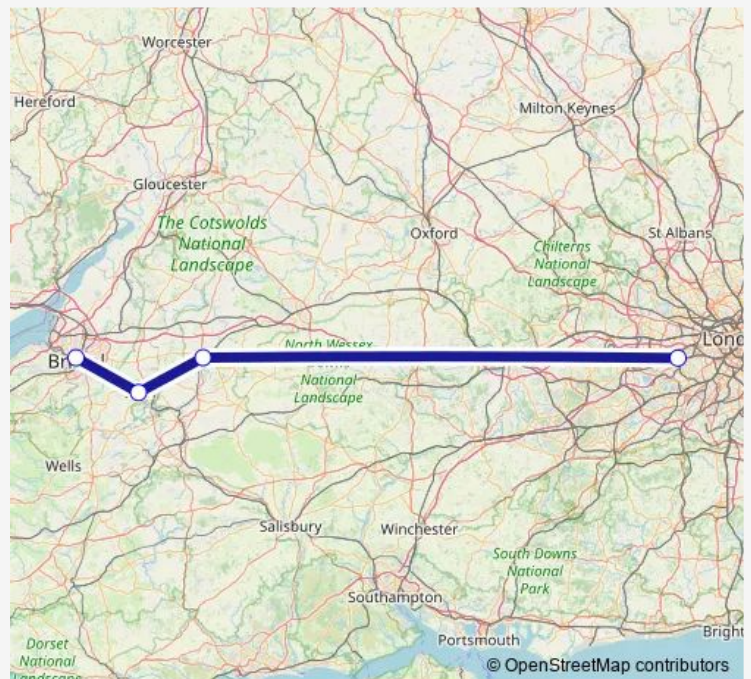 Worcester
Hereford
Milton Keynes
Gloucester
The Cotswolds
National
Landscape
Oxford
St Albans
Chilterns
National
Landscape
North Wessex
National
Landscape
Wells
Salisbury
Winchester
South Downs
National
Park
Southampton
Portsmouth
Dorset
National
© OpenStreetMap contributors